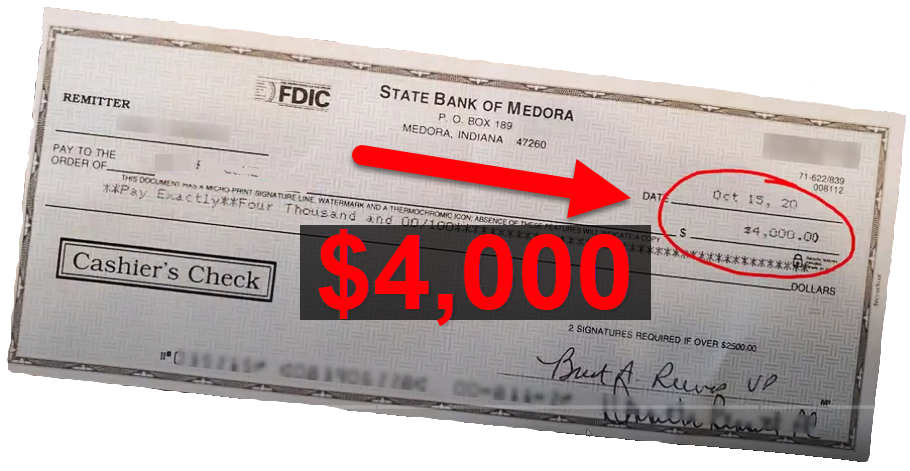 FDIC
STATE BANK OF MEDORA
P. O. BOX 189
MEDORA, INDIANA 47260
REMITTER
71-622/839
008112
PAY TO THE
ORDER OF
DATE Oct 15, 20
THIS DOCUMENT HAS A MICRO-PRINT SIGNATURE LINE, WATERMARK AND A THERMOCHROMIC ICON; ABSENCE OF THESE FEATURES WILL INDICATE A COPY
$ $4,000.00
**Pay Exactly**Four Thousand and 00/100**
DOLLARS
$4,000
Cashier's Check
2 SIGNATURES REQUIRED IF OVER $2500.00
VP